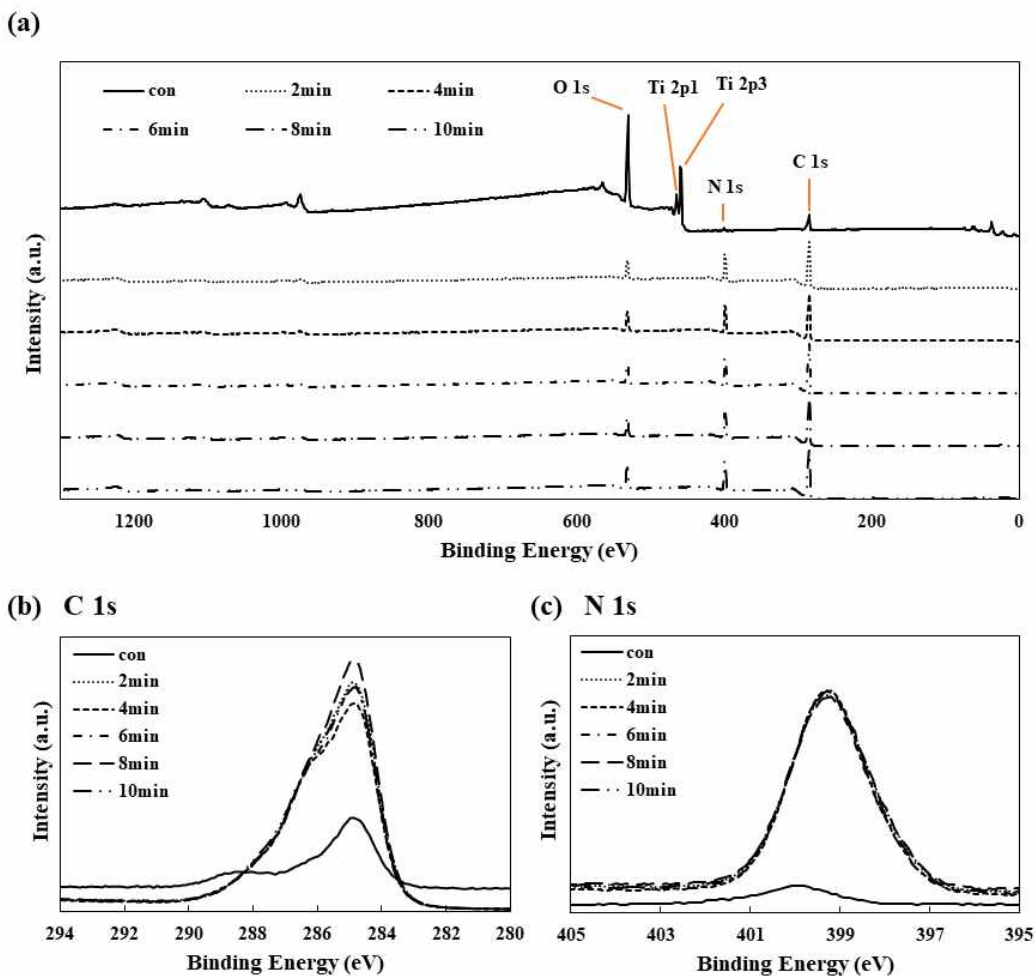 (a)
con 2min 4min
6min 8min 10min
O 1s Ti 2p1 Ti 2p3
N 1s C 1s
Intensity (a.u.)
1200 1000 800 600 400 200 0
Binding Energy (eV)
(b) C 1s
con
2min
4min
6min
8min
10min
Intensity (a.u.)
294 292 290 288 286 284 282 280
Binding Energy (eV)
(c) N 1s
con
2min
4min
6min
8min
10min
Intensity (a.u.)
405 403 401 399 397 395
Binding Energy (eV)